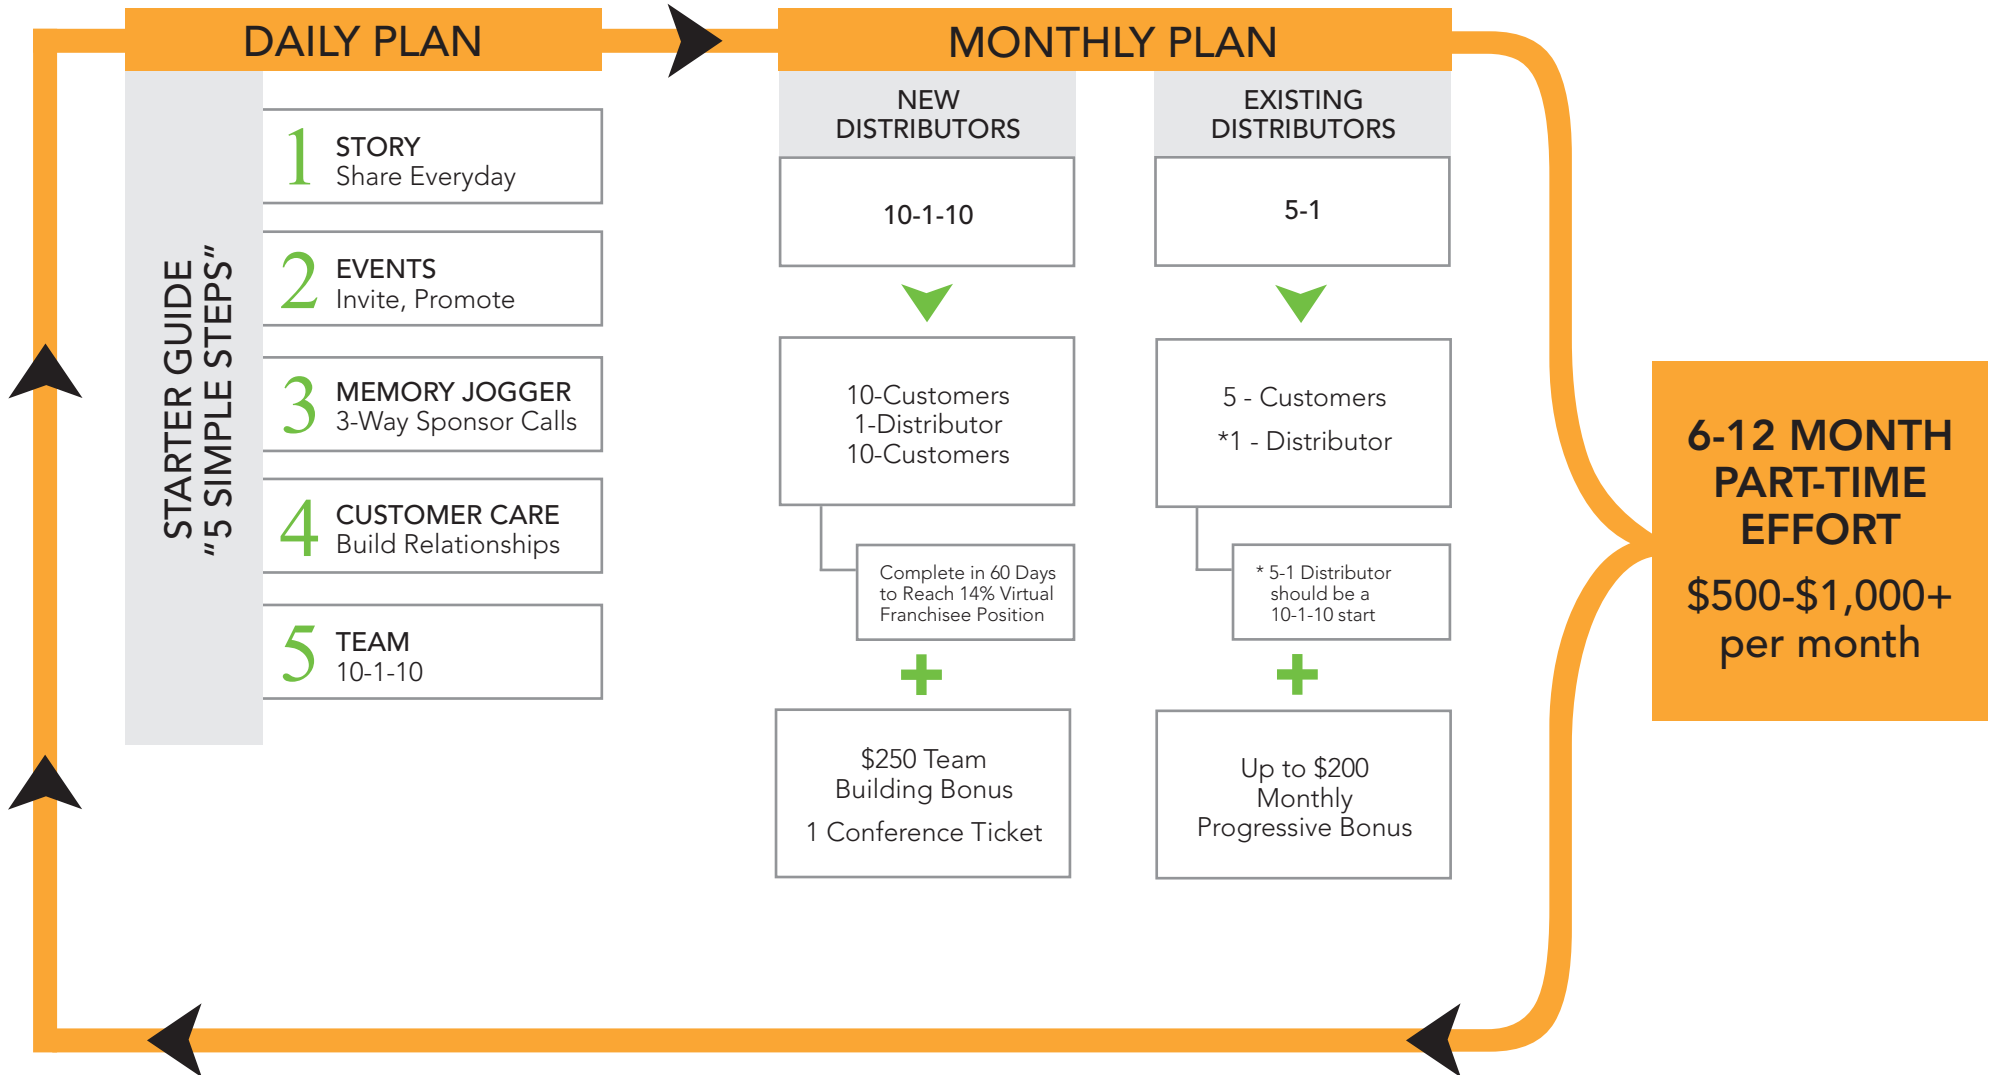 DAILY PLAN
STARTER GUIDE
"5 SIMPLE STEPS"
1
STORY
Share Everyday
2
EVENTS
Invite, Promote
3
MEMORY JOGGER
3-Way Sponsor Calls
4
CUSTOMER CARE
Build Relationships
5
TEAM
10-1-10
MONTHLY PLAN
NEW
DISTRIBUTORS
10-1-10
10-Customers
1-Distributor
10-Customers
Complete in 60 Days
to Reach 14% Virtual
Franchisee Position
+
$250 Team
Building Bonus
1 Conference Ticket
EXISTING
DISTRIBUTORS
5-1
5 - Customers
*1 - Distributor
* 5-1 Distributor
should be a
10-1-10 start
+
Up to $200
Monthly
Progressive Bonus
6-12 MONTH
PART-TIME
EFFORT
$500-$1,000+
per month